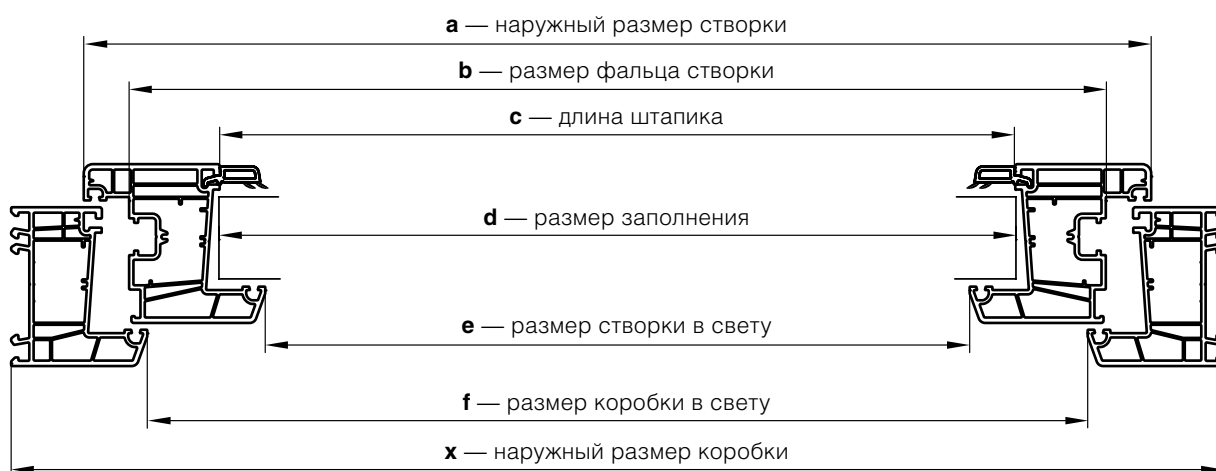 a — наружный размер створки
b — размер фальца створки
c — длина штапика
d — размер заполнения
e — размер створки в свету
f — размер коробки в свету
x — наружный размер коробки